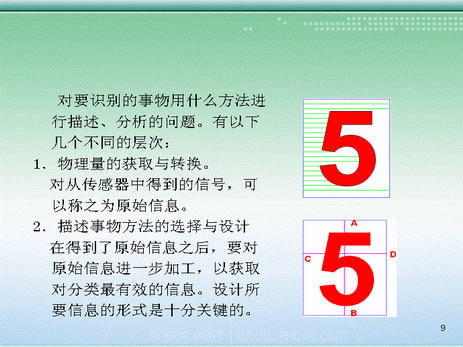 对要识别的事物用什么方法进
行描述、分析的问题。有以下
几个不同的层次：
1．物理量的获取与转换。
对从传感器中得到的信号，可
以称之为原始信息。
2．描述事物方法的选择与设计
在得到了原始信息之后，要对
原始信息进一步加工，以获取
对分类最有效的信息。设计所
要信息的形式是十分关键的。
5
A
5
C
D
B
9